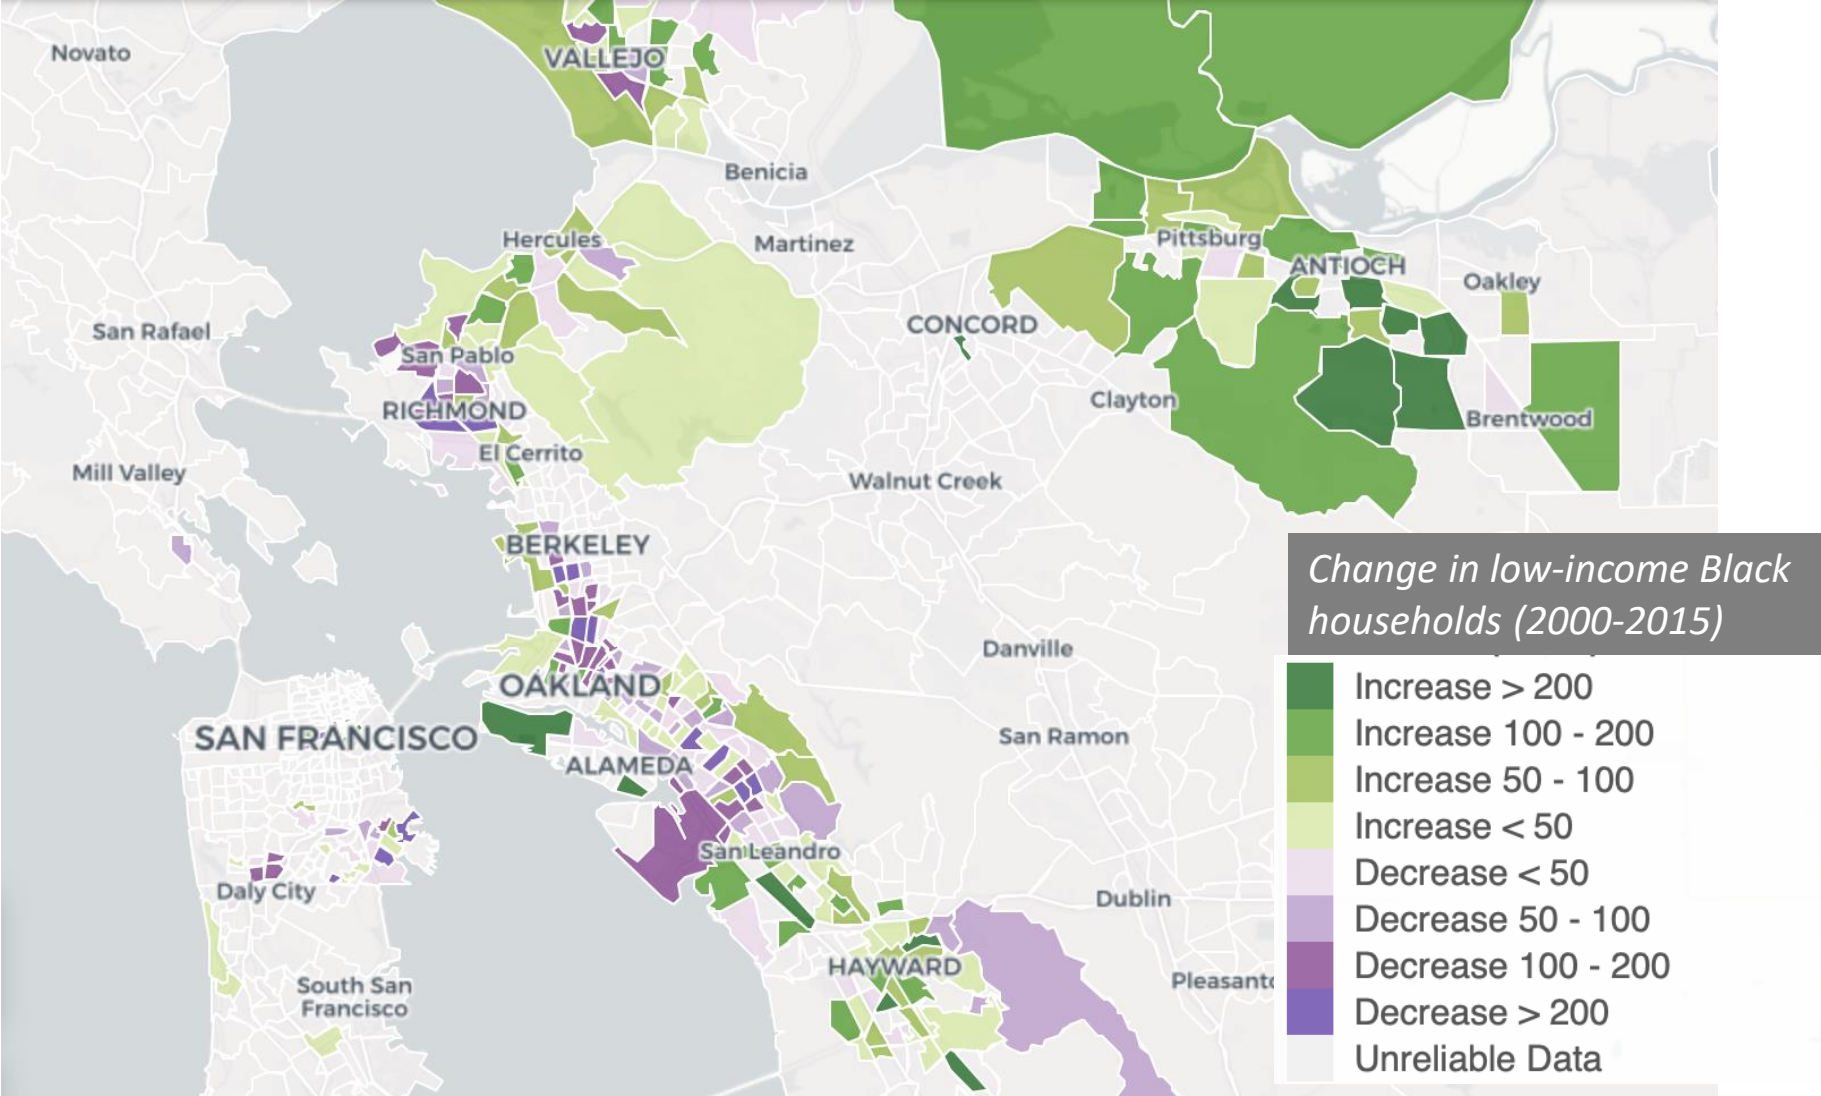 Novato
VALLEJO
Benicia
Hercules
Martinez
Pittsburg
ANTIOCH
Oakley
San Rafael
San Pablo
CONCORD
RICHMOND
Clayton
Brentwood
El Cerrito
Mill Valley
Walnut Creek
BERKELEY
Danville
OAKLAND
SAN FRANCISCO
San Ramon
ALAMEDA
San Leandro
Daly City
Dublin
HAYWARD
Pleasanto
South San
Francisco
Change in low-income Black
households (2000-2015)
Increase > 200
Increase 100 - 200
Increase 50 - 100
Increase < 50
Decrease < 50
Decrease 50 - 100
Decrease 100 - 200
Decrease > 200
Unreliable Data